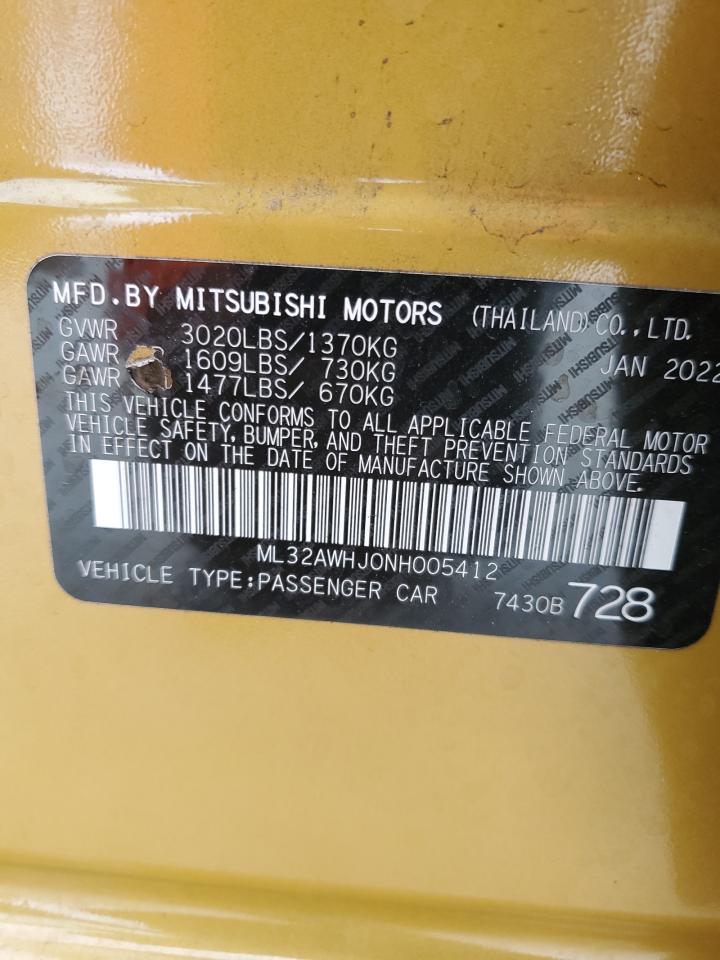 MFD.BY MITSUBISHI MOTORS (THAILAND) CO., LTD.
GVWR 3020LBS/1370KG JAN 2022
GAWR 1609LBS/ 730KG
GAWR 1477LBS/ 670KG
THIS VEHICLE CONFORMS TO ALL APPLICABLE FEDERAL MOTOR
VEHICLE SAFETY, BUMPER, AND THEFT PREVENTION STANDARDS
IN EFFECT ON THE DATE OF MANUFACTURE SHOWN ABOVE.
ML32AWHJ0NH005412
VEHICLE TYPE:PASSENGER CAR 7430B 728